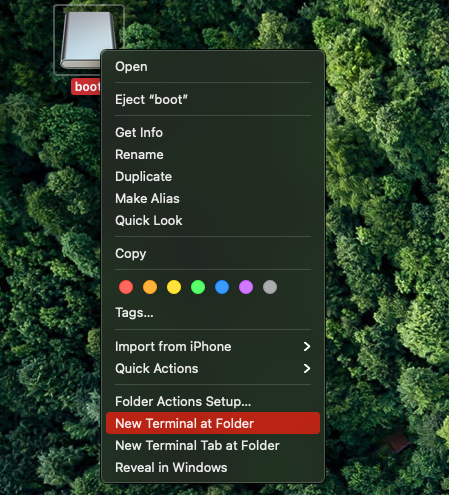 boot
Open
Eject “boot”
Get Info
Rename
Duplicate
Make Alias
Quick Look
Copy
Tags...
Import from iPhone
Quick Actions
Folder Actions Setup...
New Terminal at Folder
New Terminal Tab at Folder
Reveal in Windows